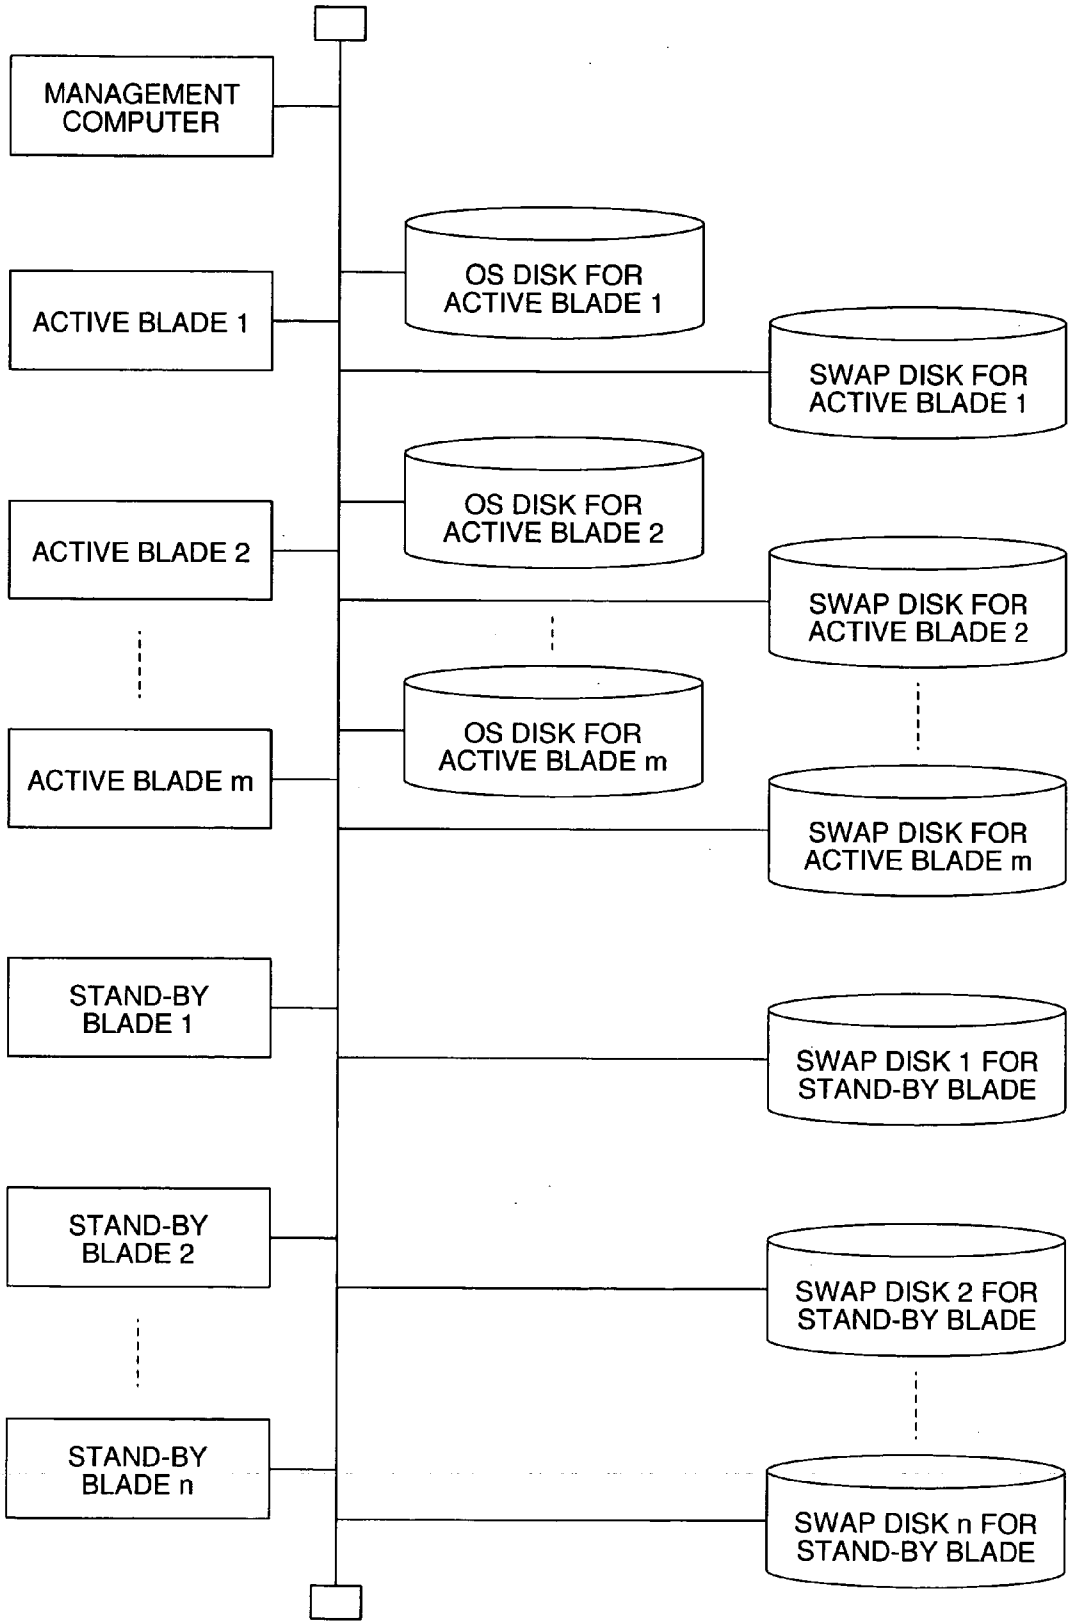 MANAGEMENT
COMPUTER
OS DISK FOR
ACTIVE BLADE 1
ACTIVE BLADE 1
SWAP DISK FOR
ACTIVE BLADE 1
OS DISK FOR
ACTIVE BLADE 2
ACTIVE BLADE 2
SWAP DISK FOR
ACTIVE BLADE 2
OS DISK FOR
ACTIVE BLADE m
ACTIVE BLADE m
SWAP DISK FOR
ACTIVE BLADE m
STAND-BY
BLADE 1
SWAP DISK 1 FOR
STAND-BY BLADE
STAND-BY
BLADE 2
SWAP DISK 2 FOR
STAND-BY BLADE
STAND-BY
BLADE n
SWAP DISK n FOR
STAND-BY BLADE